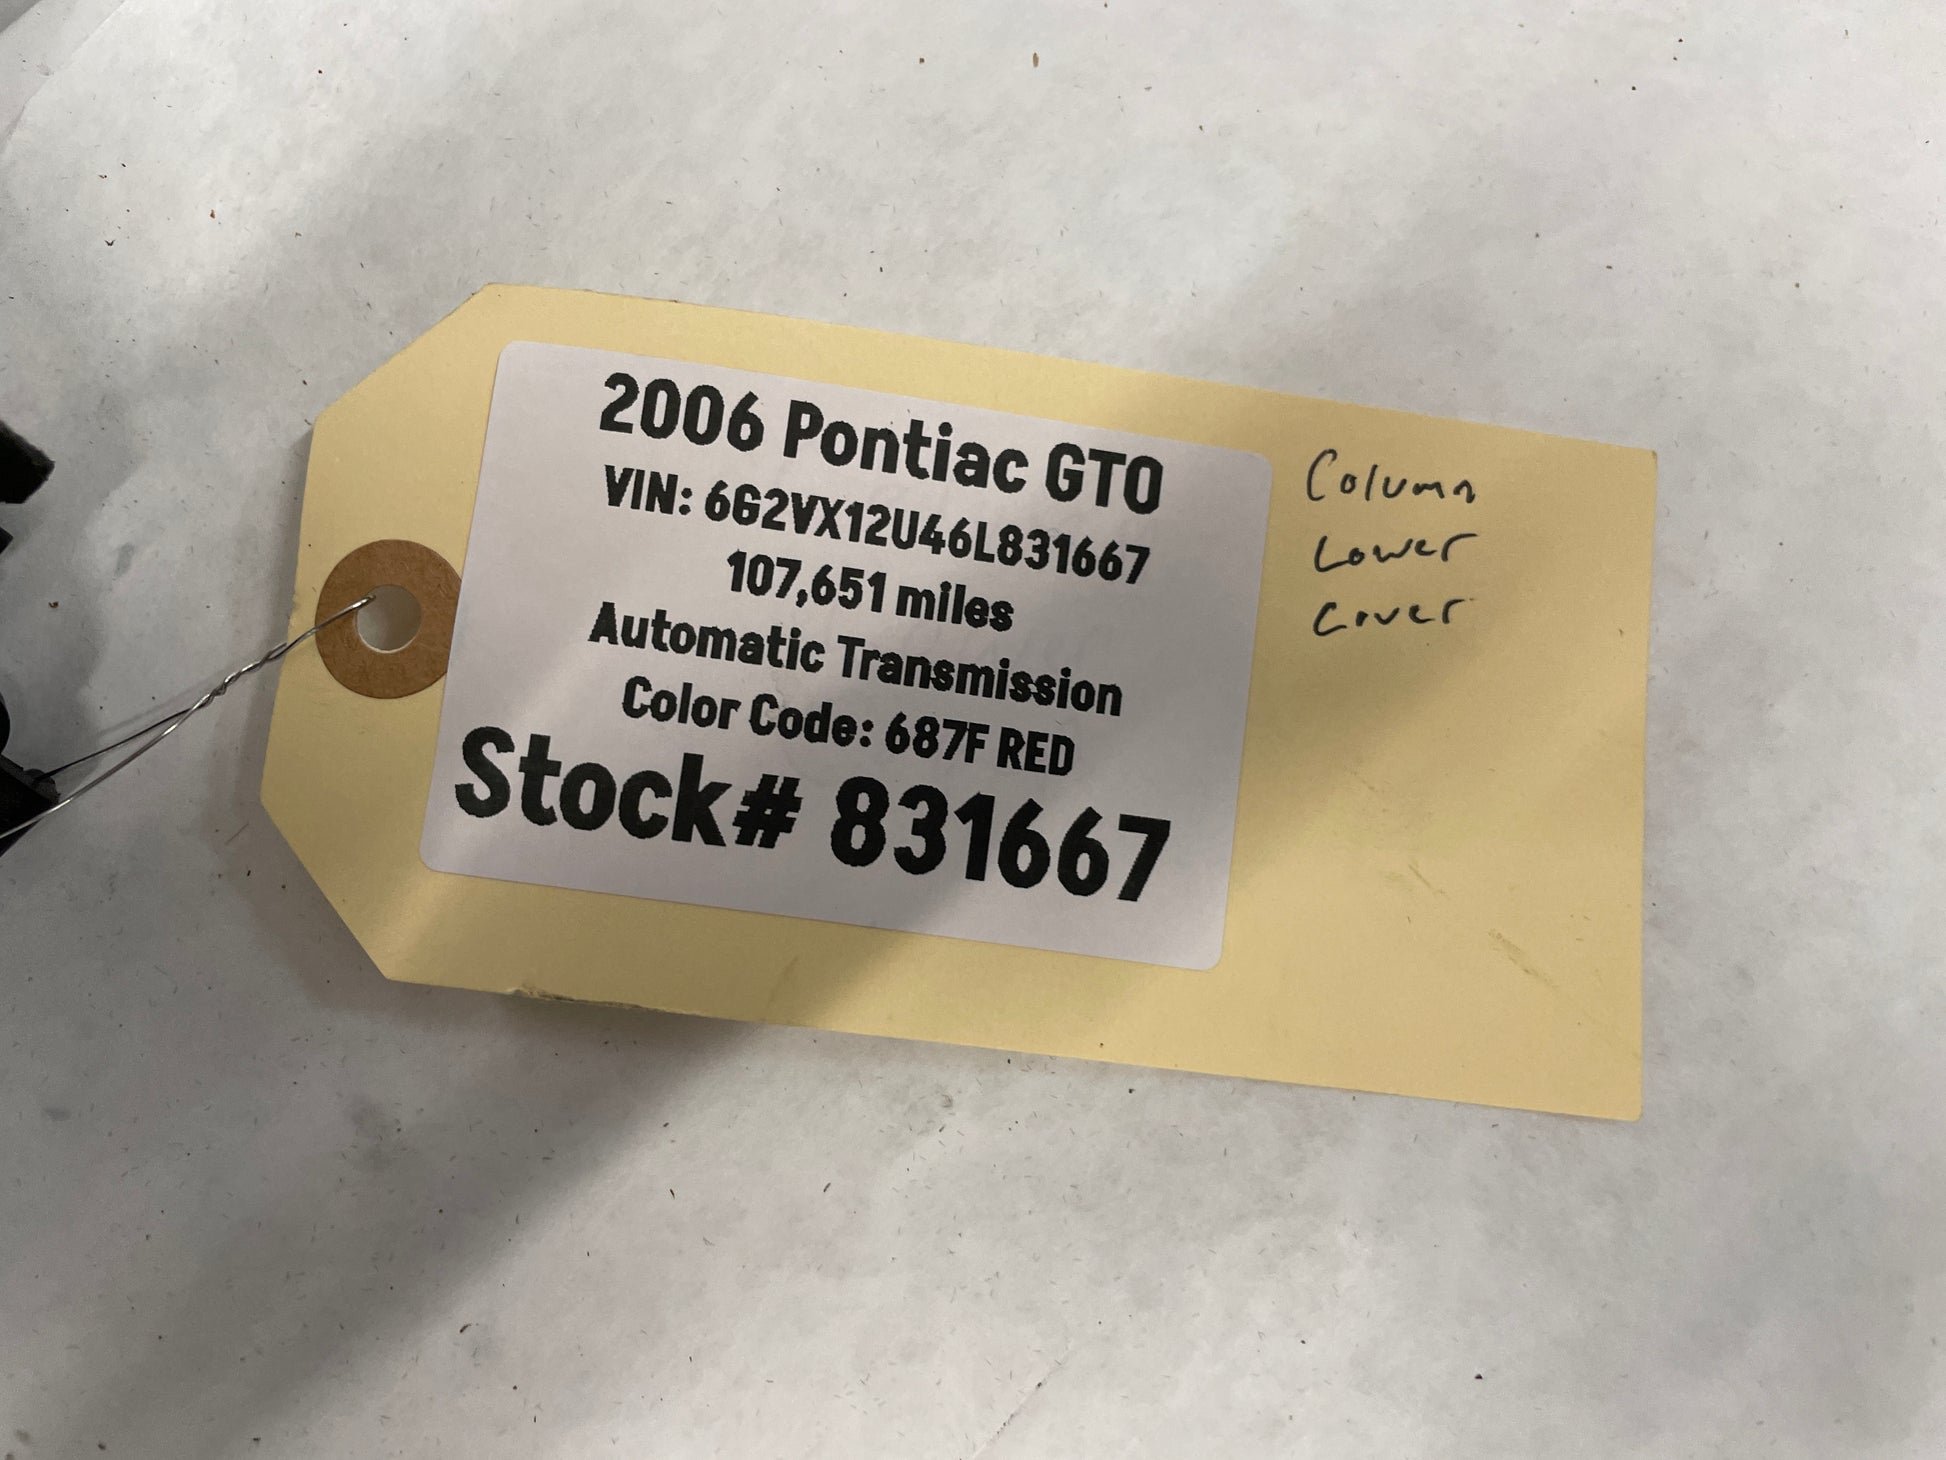 2006 Pontiac GTO
VIN: 6G2VX12U46L831667
107,651 miles
Automatic Transmission
Color Code: 687F RED
Stock# 831667
Column
Lower
Cover